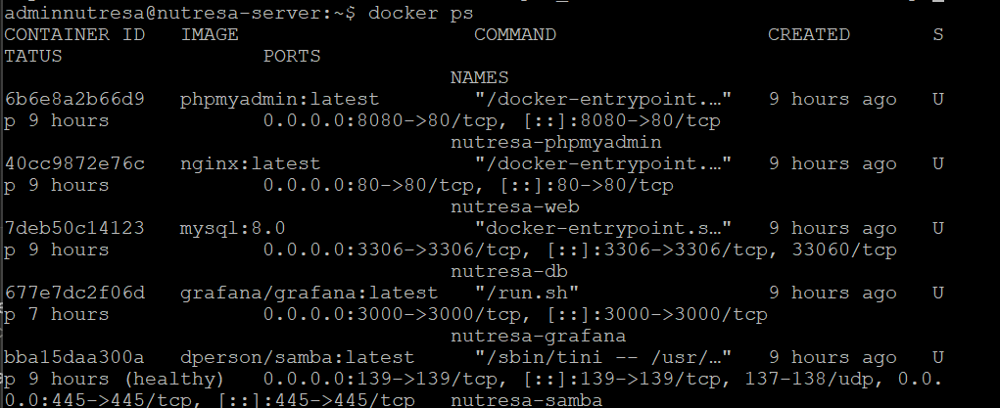 adminnutresa@nutresa-server:~$ docker ps
CONTAINER ID   IMAGE                    COMMAND                  CREATED       S
TATUS                 PORTS
                                      NAMES
6b6e8a2b66d9   phpmyadmin:latest        "/docker-entrypoint.…"   9 hours ago   U
p 9 hours             0.0.0.0:8080->80/tcp, [::]:8080->80/tcp
                                      nutresa-phpmyadmin
40cc9872e76c   nginx:latest             "/docker-entrypoint.…"   9 hours ago   U
p 9 hours             0.0.0.0:80->80/tcp, [::]:80->80/tcp
                                      nutresa-web
7deb50c14123   mysql:8.0                "docker-entrypoint.s…"   9 hours ago   U
p 9 hours             0.0.0.0:3306->3306/tcp, [::]:3306->3306/tcp, 33060/tcp
                                      nutresa-db
677e7dc2f06d   grafana/grafana:latest   "/run.sh"                9 hours ago   U
p 7 hours             0.0.0.0:3000->3000/tcp, [::]:3000->3000/tcp
                                      nutresa-grafana
bba15daa300a   dperson/samba:latest     "/sbin/tini -- /usr/…"   9 hours ago   U
p 9 hours (healthy)   0.0.0.0:139->139/tcp, [::]:139->139/tcp, 137-138/udp, 0.0.
0.0:445->445/tcp, [::]:445->445/tcp   nutresa-samba